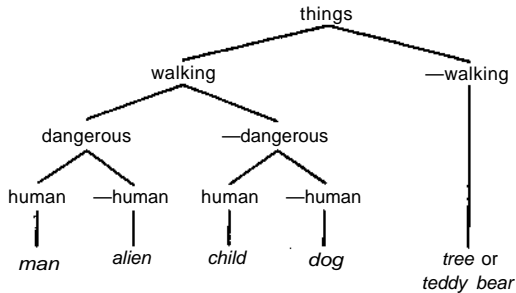 things
walking —walking
dangerous —dangerous
human —human human —human
man alien child dog tree or
teddy bear